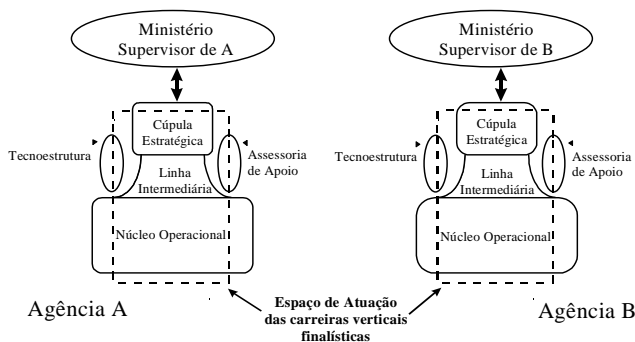 Ministério
Supervisor de A
Cúpula
Estratégica
Tecnoestrutura
Assessoria
de Apoio
Linha
Intermediária
Núcleo Operacional
Agência A
Ministério
Supervisor de B
Cúpula
Estratégica
Tecnoestrutura
Assessoria
de Apoio
Linha
Intermediária
Núcleo Operacional
Agência B
Espaço de Atuação
das carreiras verticais
finalísticas